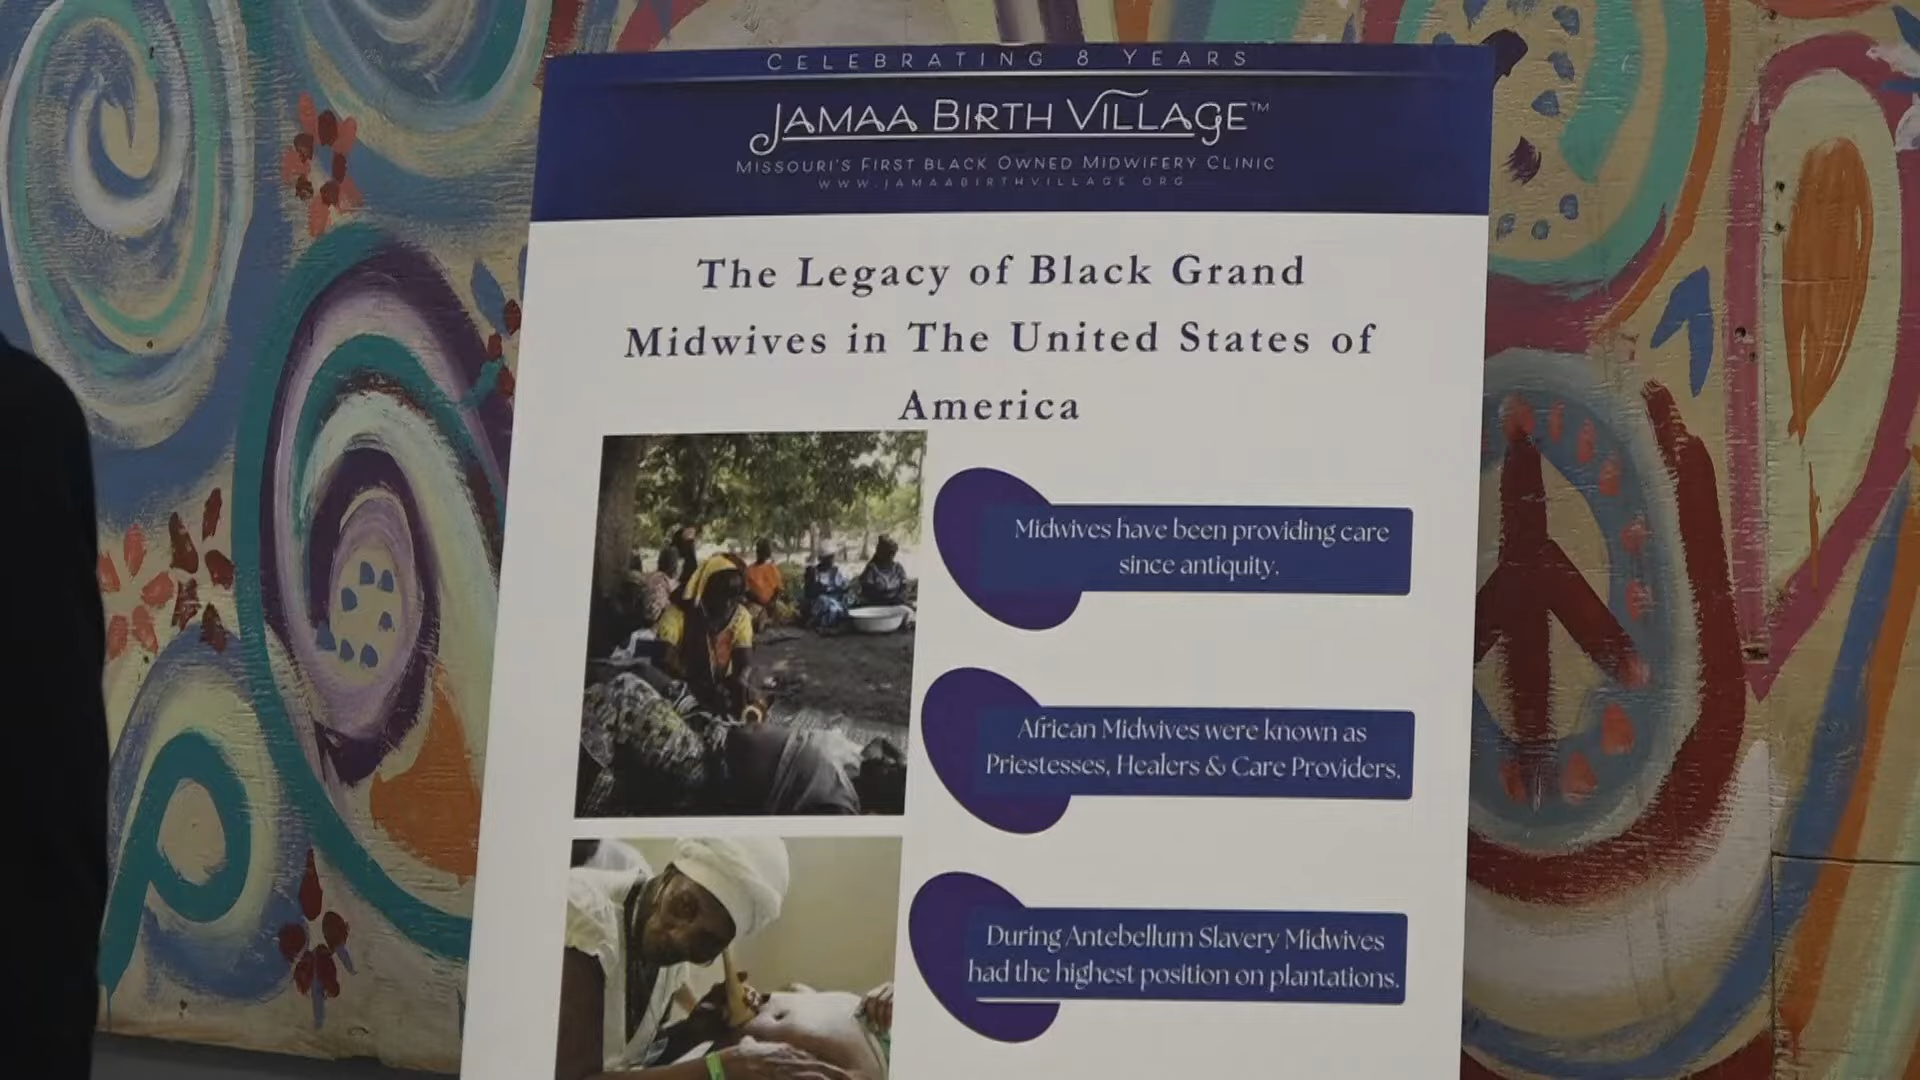 CELEBRATING 8 YEARS
JAMAA BIRTH VILLAGE™
MISSOURI'S FIRST BLACK OWNED MIDWIFERY CLINIC
WWW.JAMAABIRTHVILLAGE.ORG
The Legacy of Black Grand
Midwives in The United States of
America
Midwives have been providing care
since antiquity.
African Midwives were known as
Priestesses, Healers & Care Providers.
During Antebellum Slavery Midwives
had the highest position on plantations.